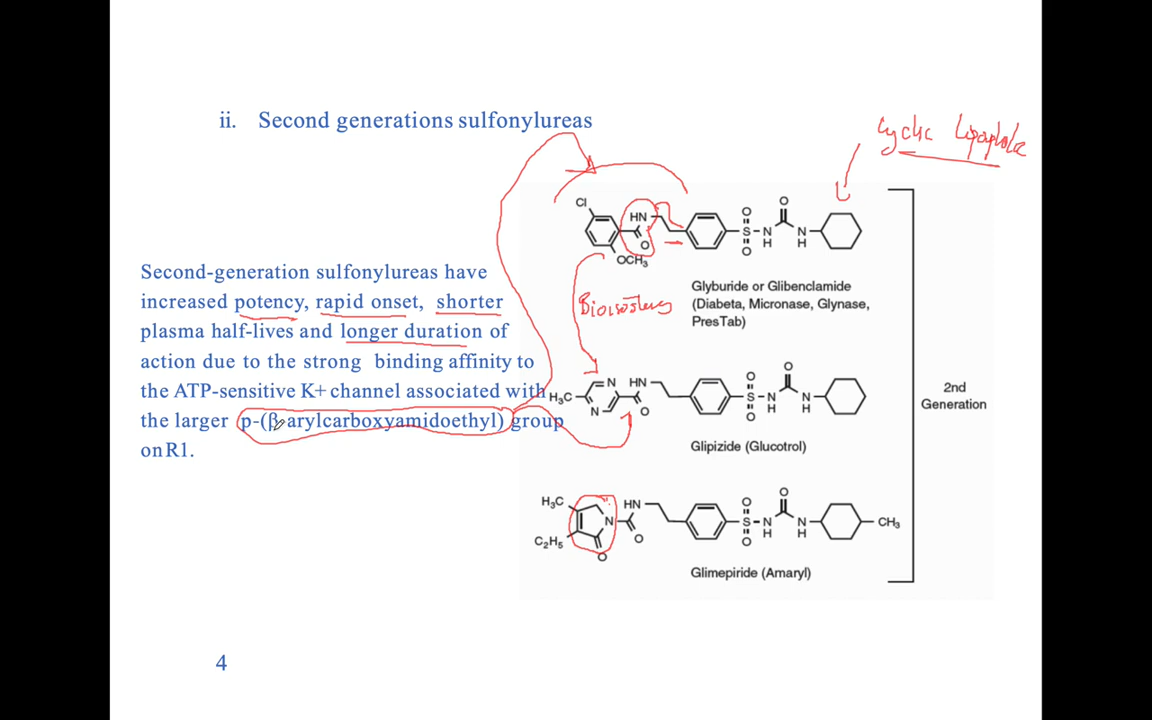 ii. Second generations sulfonylureas
Cyclic Lipophilic
Second-generation sulfonylureas have
increased potency, rapid onset, shorter
plasma half-lives and longer duration of
action due to the strong binding affinity to
the ATP-sensitive K+ channel associated with
the larger p-(β-arylcarboxyamidoethyl) group
on R1.
Cl
HN
O
OCH₃
O
S
O
N
H
O
N
H
Glyburide or Glibenclamide
(Diabeta, Micronase, Glynase,
PresTab)
Bioisosteres
H₃C
N
N
HN
O
O
S
O
N
H
O
N
H
Glipizide (Glucotrol)
2nd
Generation
H₃C
C₂H₅
N
O
HN
O
O
S
O
N
H
O
N
H
CH₃
Glimepiride (Amaryl)
4